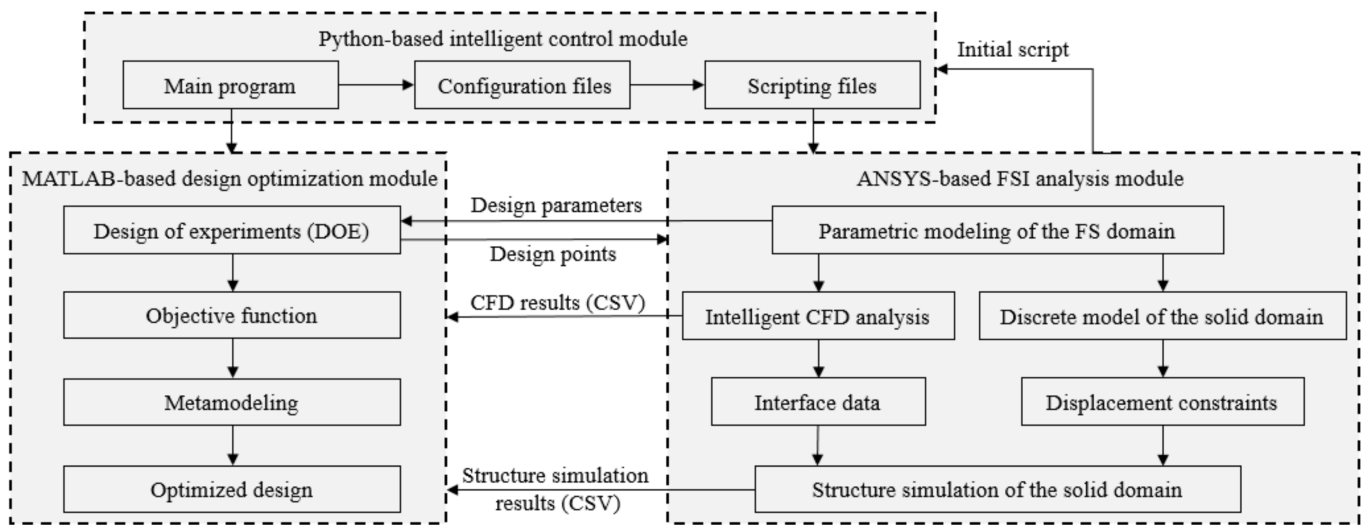 Python-based intelligent control module
Initial script
Main program
Configuration files
Scripting files
MATLAB-based design optimization module
ANSYS-based FSI analysis module
Design parameters
Design of experiments (DOE)
Parametric modeling of the FS domain
Design points
CFD results (CSV)
Objective function
Intelligent CFD analysis
Discrete model of the solid domain
Metamodeling
Interface data
Displacement constraints
Structure simulation
results (CSV)
Optimized design
Structure simulation of the solid domain